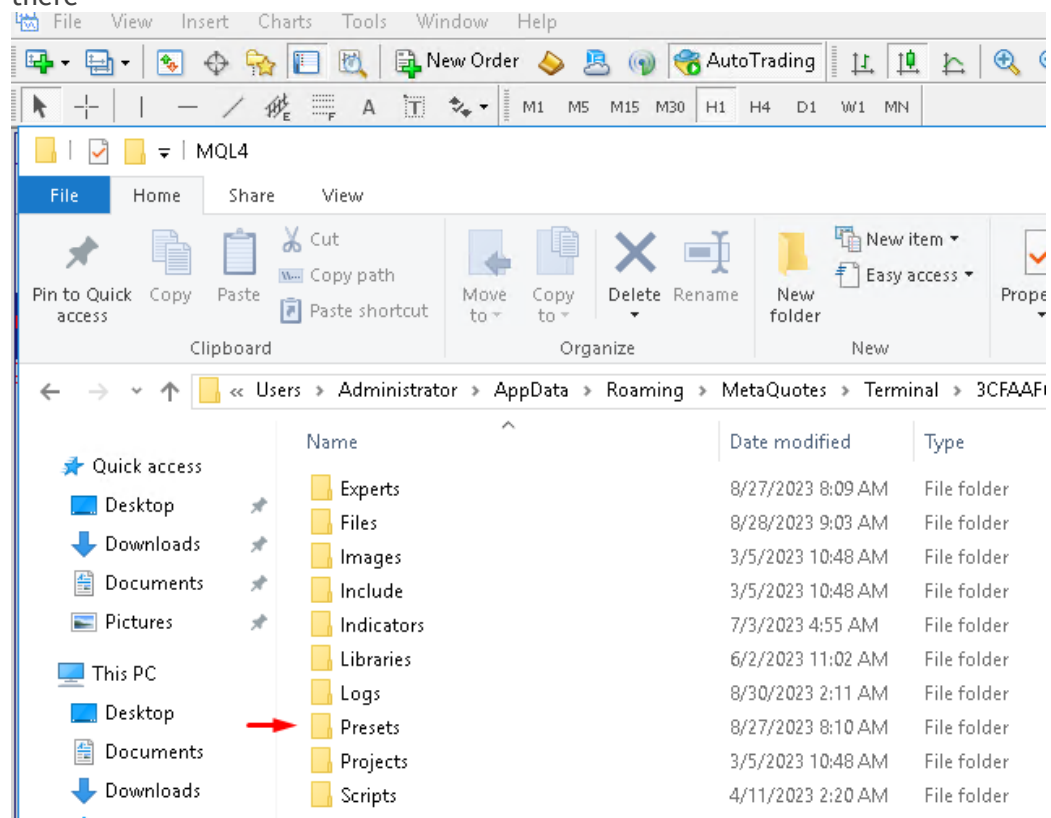 there
File View Insert Charts Tools Window Help
New Order AutoTrading
A T E F M1 M5 M15 M30 H1 H4 D1 W1 MN
MQL4
File Home Share View
Pin to Quick access
Copy
Paste
Cut
Copy path
Paste shortcut
Move to
Copy to
Delete
Rename
New folder
New item
Easy access
Prope
Clipboard Organize New
« Users > Administrator > AppData > Roaming > MetaQuotes > Terminal > 3CFAAF
Name Date modified Type
Quick access
Desktop
Downloads
Documents
Pictures
This PC
Desktop
Documents
Downloads
Experts 8/27/2023 8:09 AM File folder
Files 8/28/2023 9:03 AM File folder
Images 3/5/2023 10:48 AM File folder
Include 3/5/2023 10:48 AM File folder
Indicators 7/3/2023 4:55 AM File folder
Libraries 6/2/2023 11:02 AM File folder
Logs 8/30/2023 2:11 AM File folder
Presets 8/27/2023 8:10 AM File folder
Projects 3/5/2023 10:48 AM File folder
Scripts 4/11/2023 2:20 AM File folder